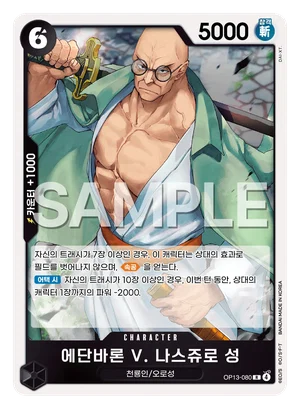 6
5000
참격
斬
카운터 +1000
SAMPLE
자신의 트래시가 7장 이상인 경우, 이 캐릭터는 상대의 효과로
필드를 벗어나지 않으며, 속공 을 얻는다.
어택 시 자신의 트래시가 10장 이상인 경우, 이번 턴 동안, 상대의
캐릭터 1장까지의 파워 -2000.
CHARACTER
에단바론 V. 나스쥬로 성
천룡인/오로성
OP13-080 R 4